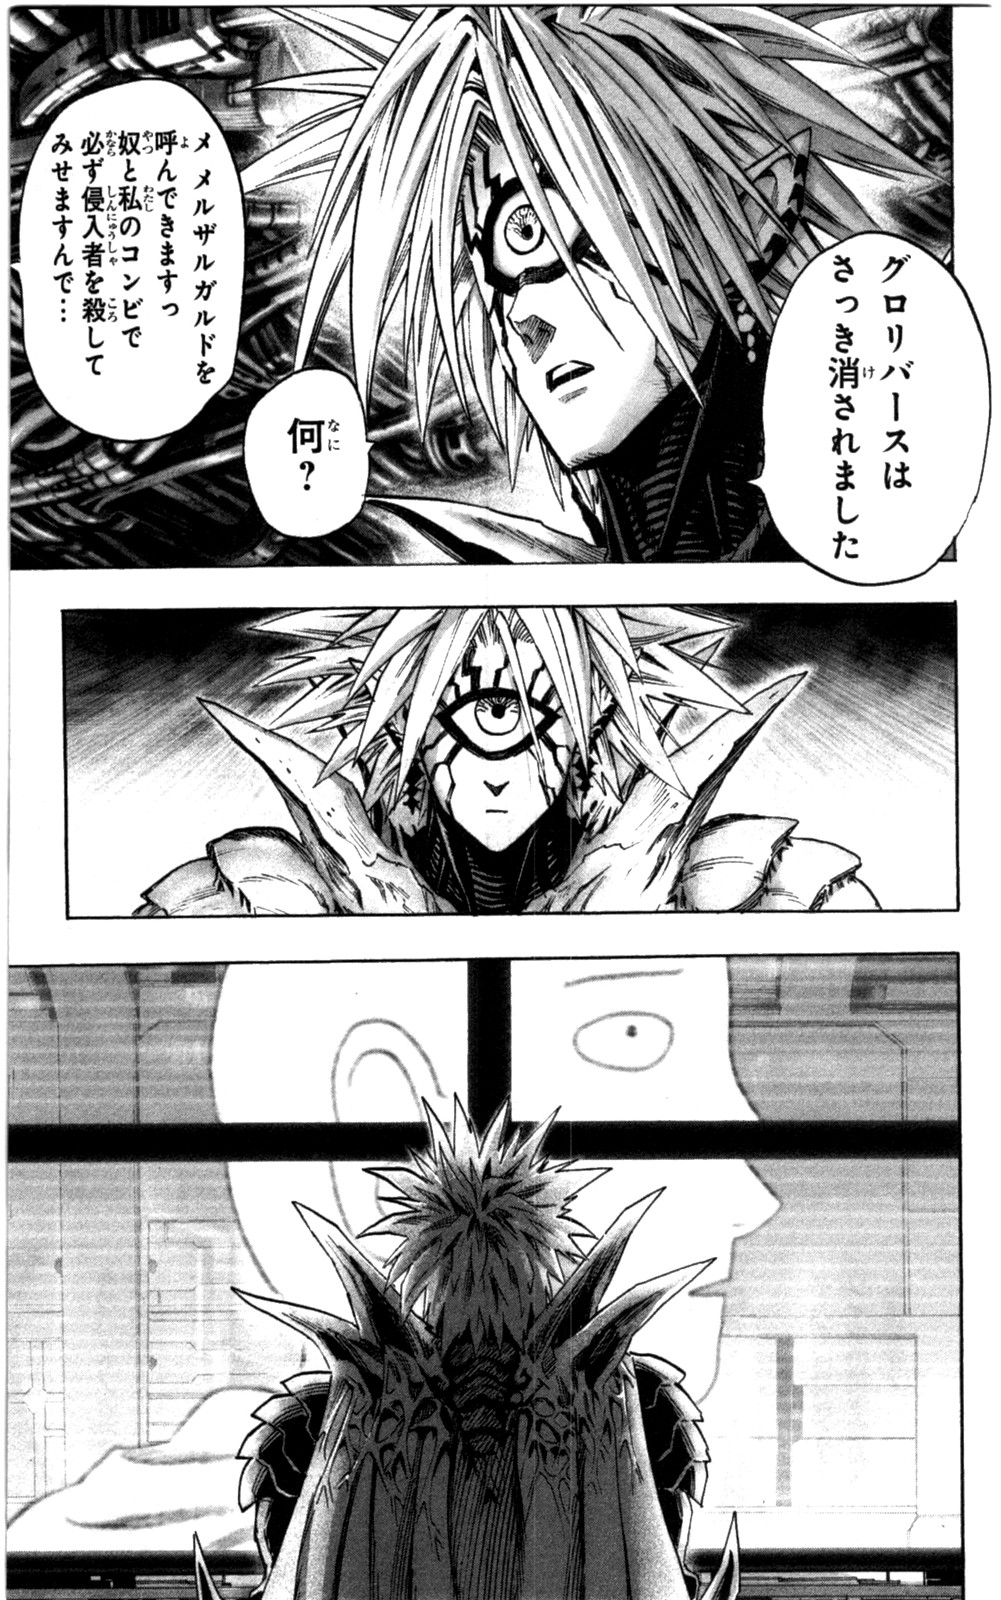 グロリバースは
さっき消されました
何？
メメルザルガルドを
呼んできますっ
奴と私のコンビで
必ず侵入者を殺して
みせますんで…